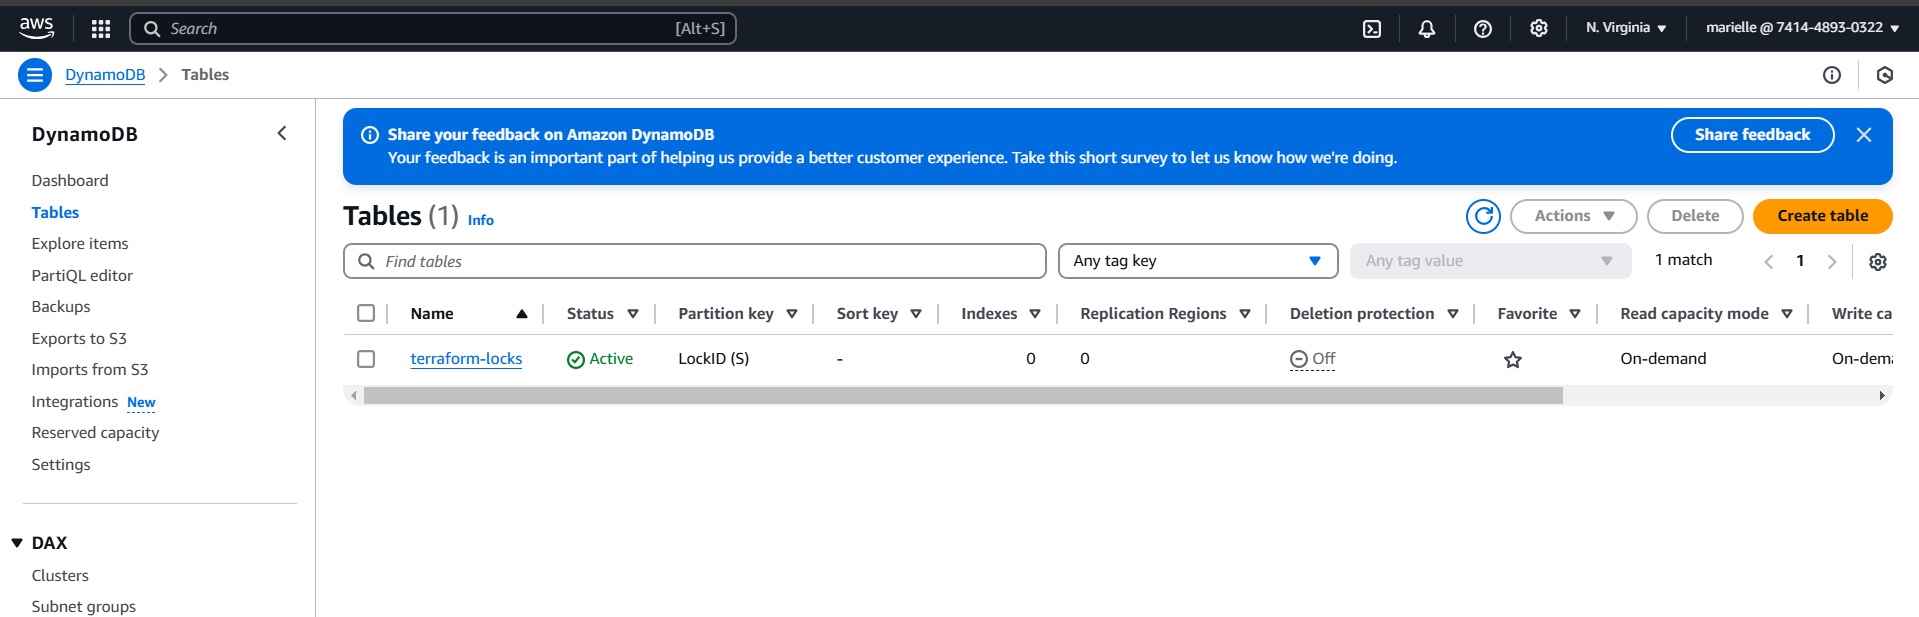 aws
Search [Alt+S]
N. Virginia
marielle @ 7414-4893-0322
DynamoDB
Tables
DynamoDB
Dashboard
Tables
Explore items
PartiQL editor
Backups
Exports to S3
Imports from S3
Integrations New
Reserved capacity
Settings
DAX
Clusters
Subnet groups
Share your feedback on Amazon DynamoDB
Your feedback is an important part of helping us provide a better customer experience. Take this short survey to let us know how we're doing.
Share feedback
Tables (1) Info
Actions
Delete
Create table
Find tables
Any tag key
Any tag value
1 match
1
Name Status Partition key Sort key Indexes Replication Regions Deletion protection Favorite Read capacity mode Write ca
terraform-locks Active LockID (S) - 0 0 Off On-demand On-dema